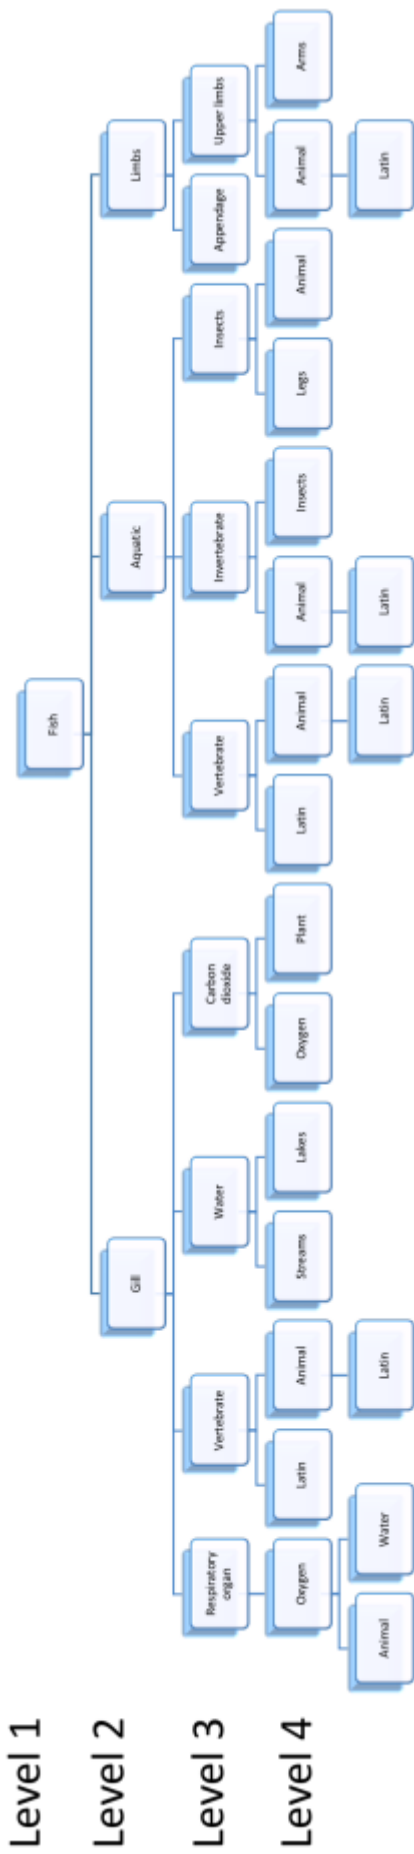 Level 1
Fish
Level 2
Gill
Aquatic
Limbs
Level 3
Respiratory
organ
Vertebrate
Water
Carbon
dioxide
Vertebrate
Invertebrate
Insects
Appendage
Upper limbs
Level 4
Oxygen
Latin
Animal
Streams
Lakes
Oxygen
Plant
Latin
Animal
Animal
Insects
Legs
Animal
Animal
Arms
Animal
Water
Latin
Latin
Latin
Latin